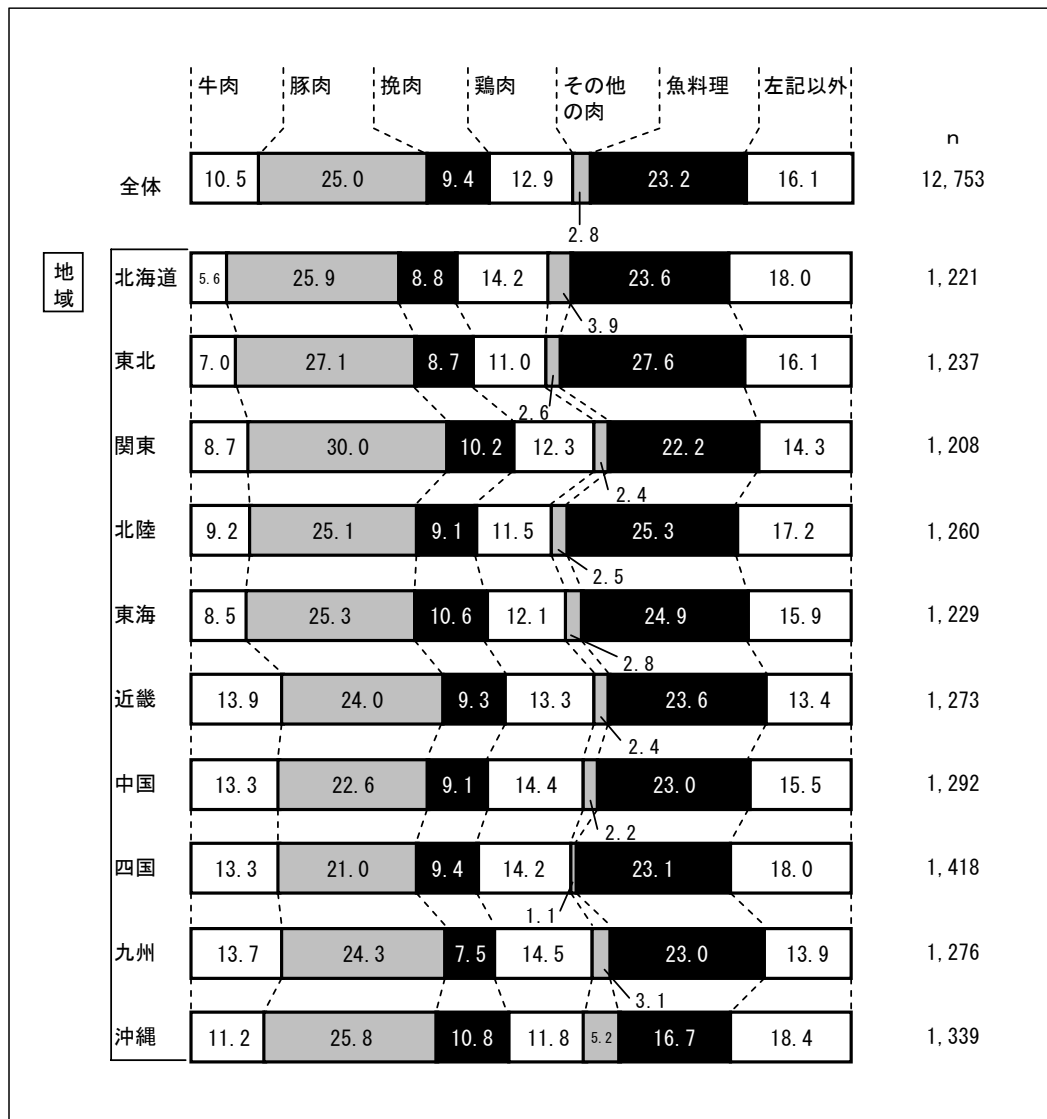 牛肉 豚肉 挽肉 鶏肉 その他の肉 魚料理 左記以外
n
全体 10.5 25.0 9.4 12.9 2.8 23.2 16.1 12,753
地域
北海道 5.6 25.9 8.8 14.2 3.9 23.6 18.0 1,221
東北 7.0 27.1 8.7 11.0 2.6 27.6 16.1 1,237
関東 8.7 30.0 10.2 12.3 2.4 22.2 14.3 1,208
北陸 9.2 25.1 9.1 11.5 2.5 25.3 17.2 1,260
東海 8.5 25.3 10.6 12.1 2.8 24.9 15.9 1,229
近畿 13.9 24.0 9.3 13.3 2.4 23.6 13.4 1,273
中国 13.3 22.6 9.1 14.4 2.2 23.0 15.5 1,292
四国 13.3 21.0 9.4 14.2 1.1 23.1 18.0 1,418
九州 13.7 24.3 7.5 14.5 3.1 23.0 13.9 1,276
沖縄 11.2 25.8 10.8 11.8 5.2 16.7 18.4 1,339